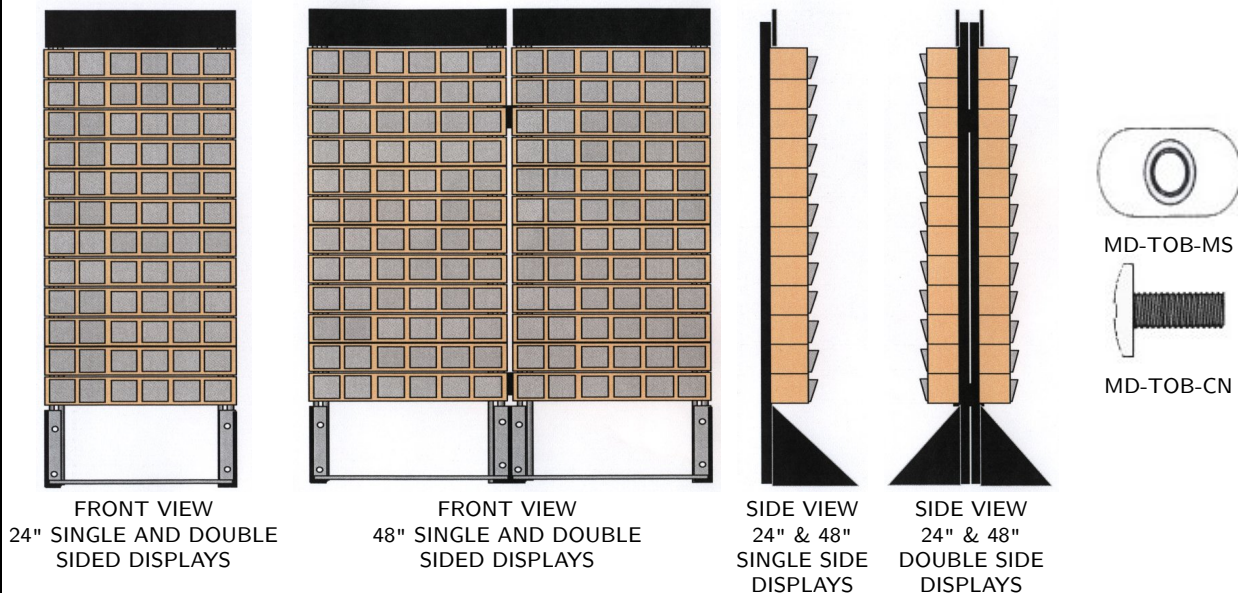 FRONT VIEW
24" SINGLE AND DOUBLE
SIDED DISPLAYS
FRONT VIEW
48" SINGLE AND DOUBLE
SIDED DISPLAYS
SIDE VIEW
24" & 48"
SINGLE SIDE
DISPLAYS
SIDE VIEW
24" & 48"
DOUBLE SIDE
DISPLAYS
MD-TOB-MS
MD-TOB-CN